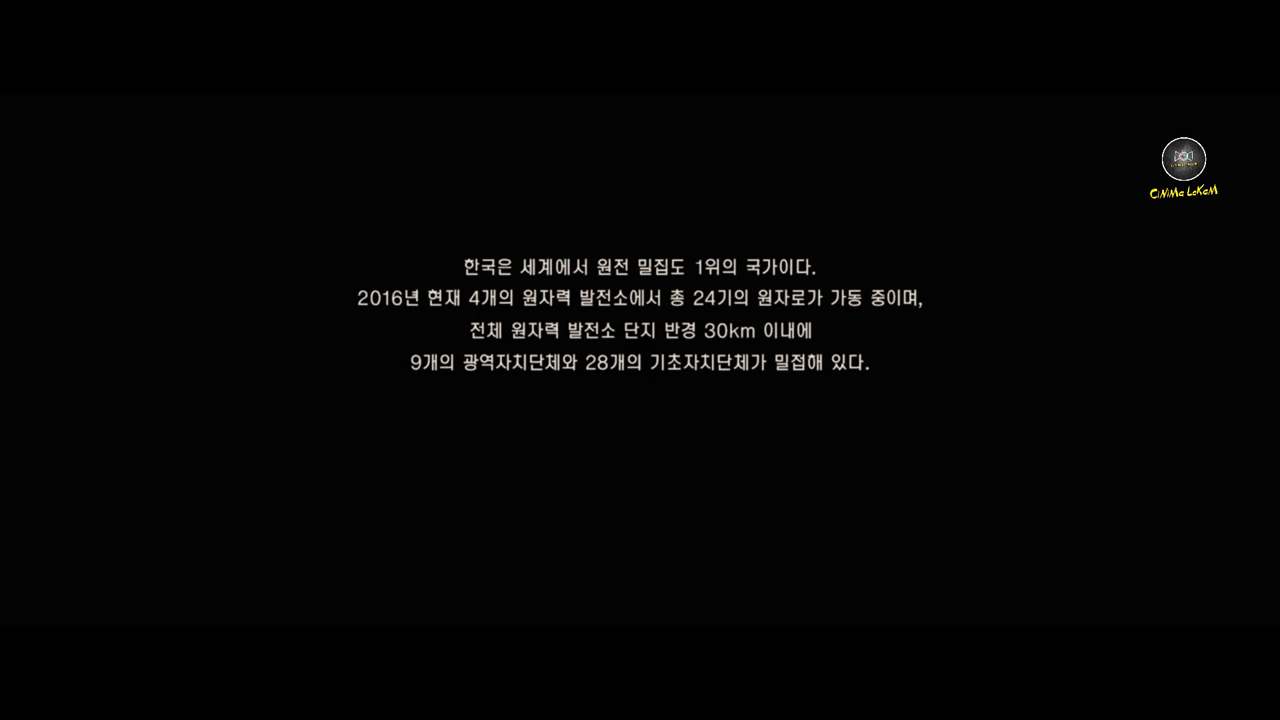 CiNiMa LaKaM
한국은 세계에서 원전 밀집도 1위의 국가이다.
2016년 현재 4개의 원자력 발전소에서 총 24기의 원자로가 가동 중이며,
전체 원자력 발전소 단지 반경 30km 이내에
9개의 광역자치단체와 28개의 기초자치단체가 밀접해 있다.